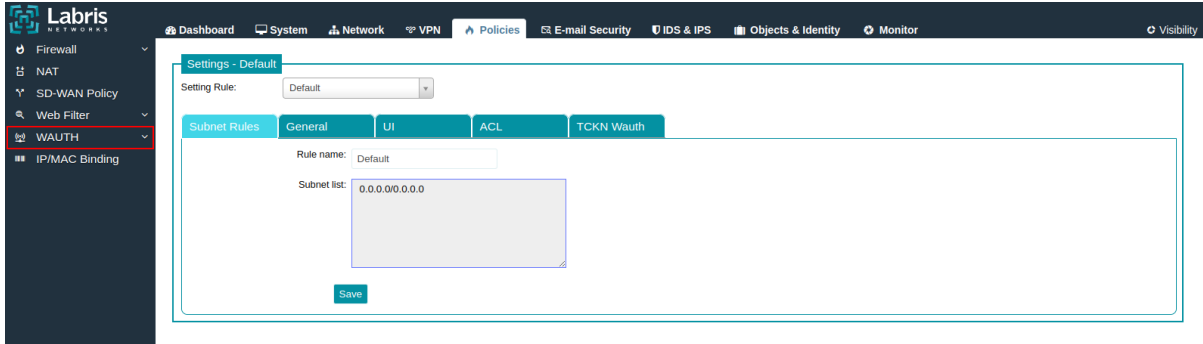 Labris
NETWORKS
Dashboard System Network VPN Policies E-mail Security IDS & IPS Objects & Identity Monitor Visibility
Firewall
NAT
SD-WAN Policy
Web Filter
WAUTH
IP/MAC Binding
Settings - Default
Setting Rule: Default
Subnet Rules General UI ACL TCKN Wauth
Rule name: Default
Subnet list: 0.0.0.0/0.0.0.0
Save